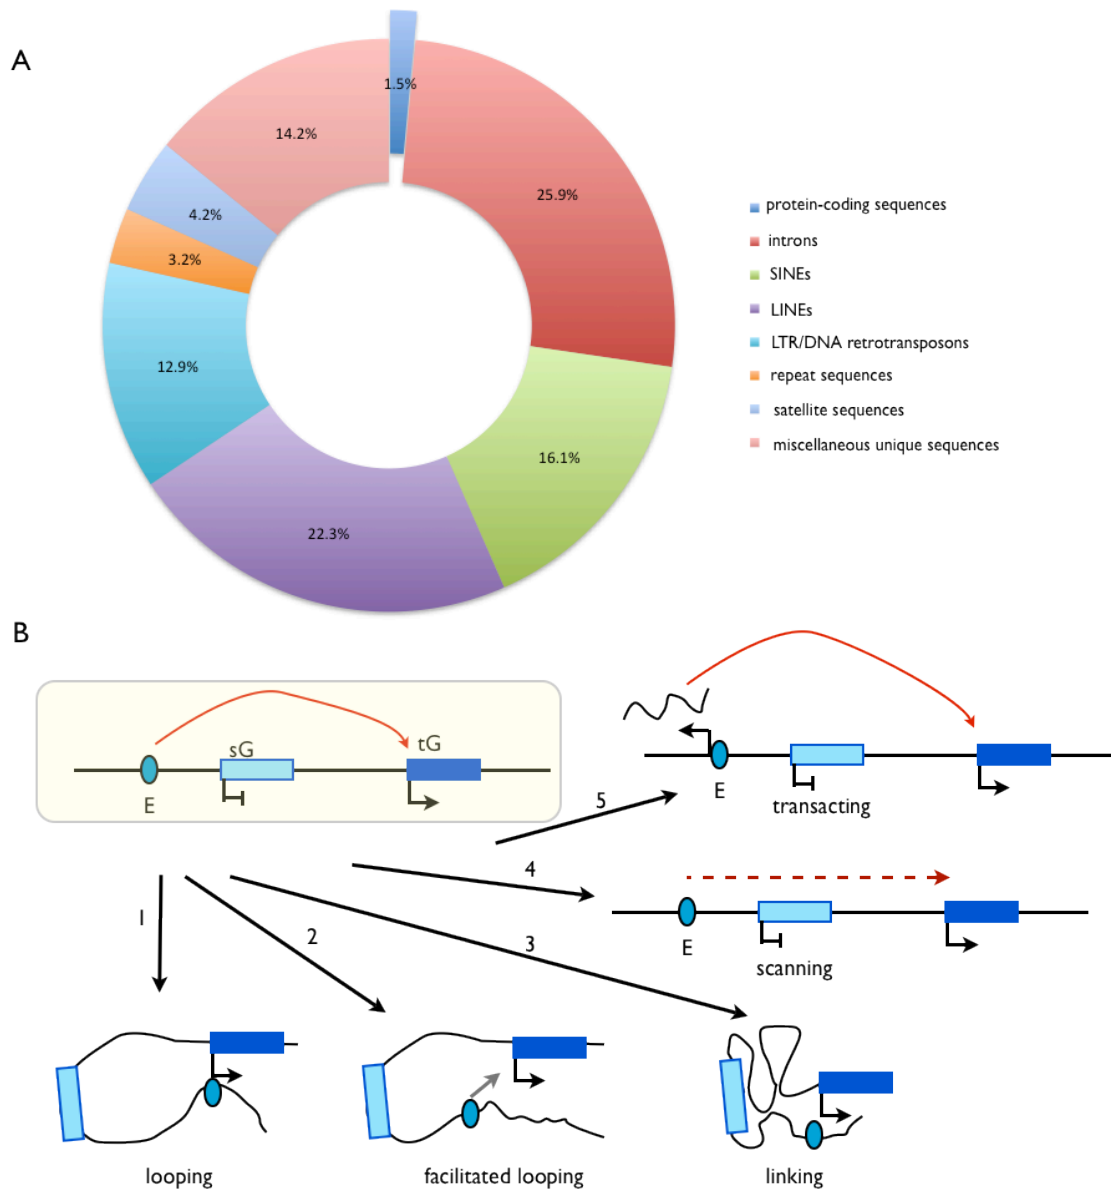 A
1.5%
14.2%
25.9%
4.2%
3.2%
12.9%
16.1%
22.3%
protein-coding sequences
introns
SINEs
LINEs
LTR/DNA retrotransposons
repeat sequences
satellite sequences
miscellaneous unique sequences
B
sG
tG
E
E
transacting
5
4
E
scanning
1
2
3
looping
facilitated looping
linking